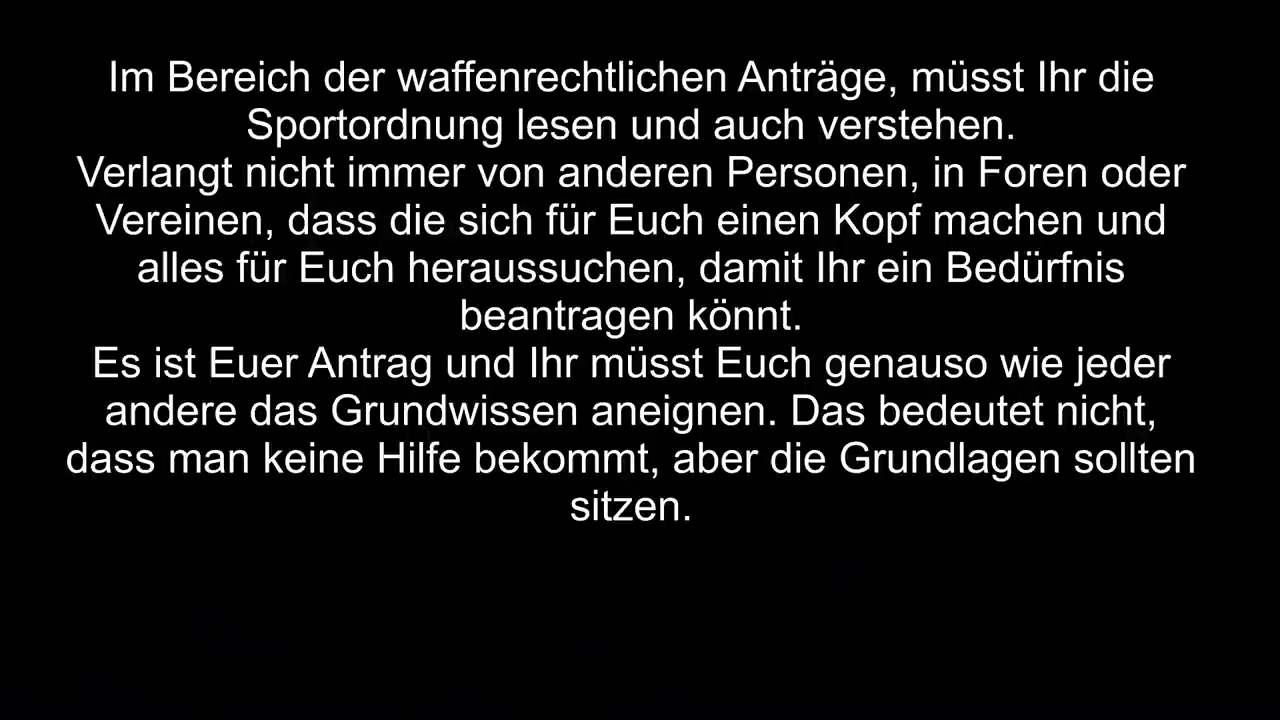 Im Bereich der waffenrechtlichen Anträge, müsst Ihr die
Sportordnung lesen und auch verstehen.
Verlangt nicht immer von anderen Personen, in Foren oder
Vereinen, dass die sich für Euch einen Kopf machen und
alles für Euch heraussuchen, damit Ihr ein Bedürfnis
beantragen könnt.
Es ist Euer Antrag und Ihr müsst Euch genauso wie jeder
andere das Grundwissen aneignen. Das bedeutet nicht,
dass man keine Hilfe bekommt, aber die Grundlagen sollten
sitzen.